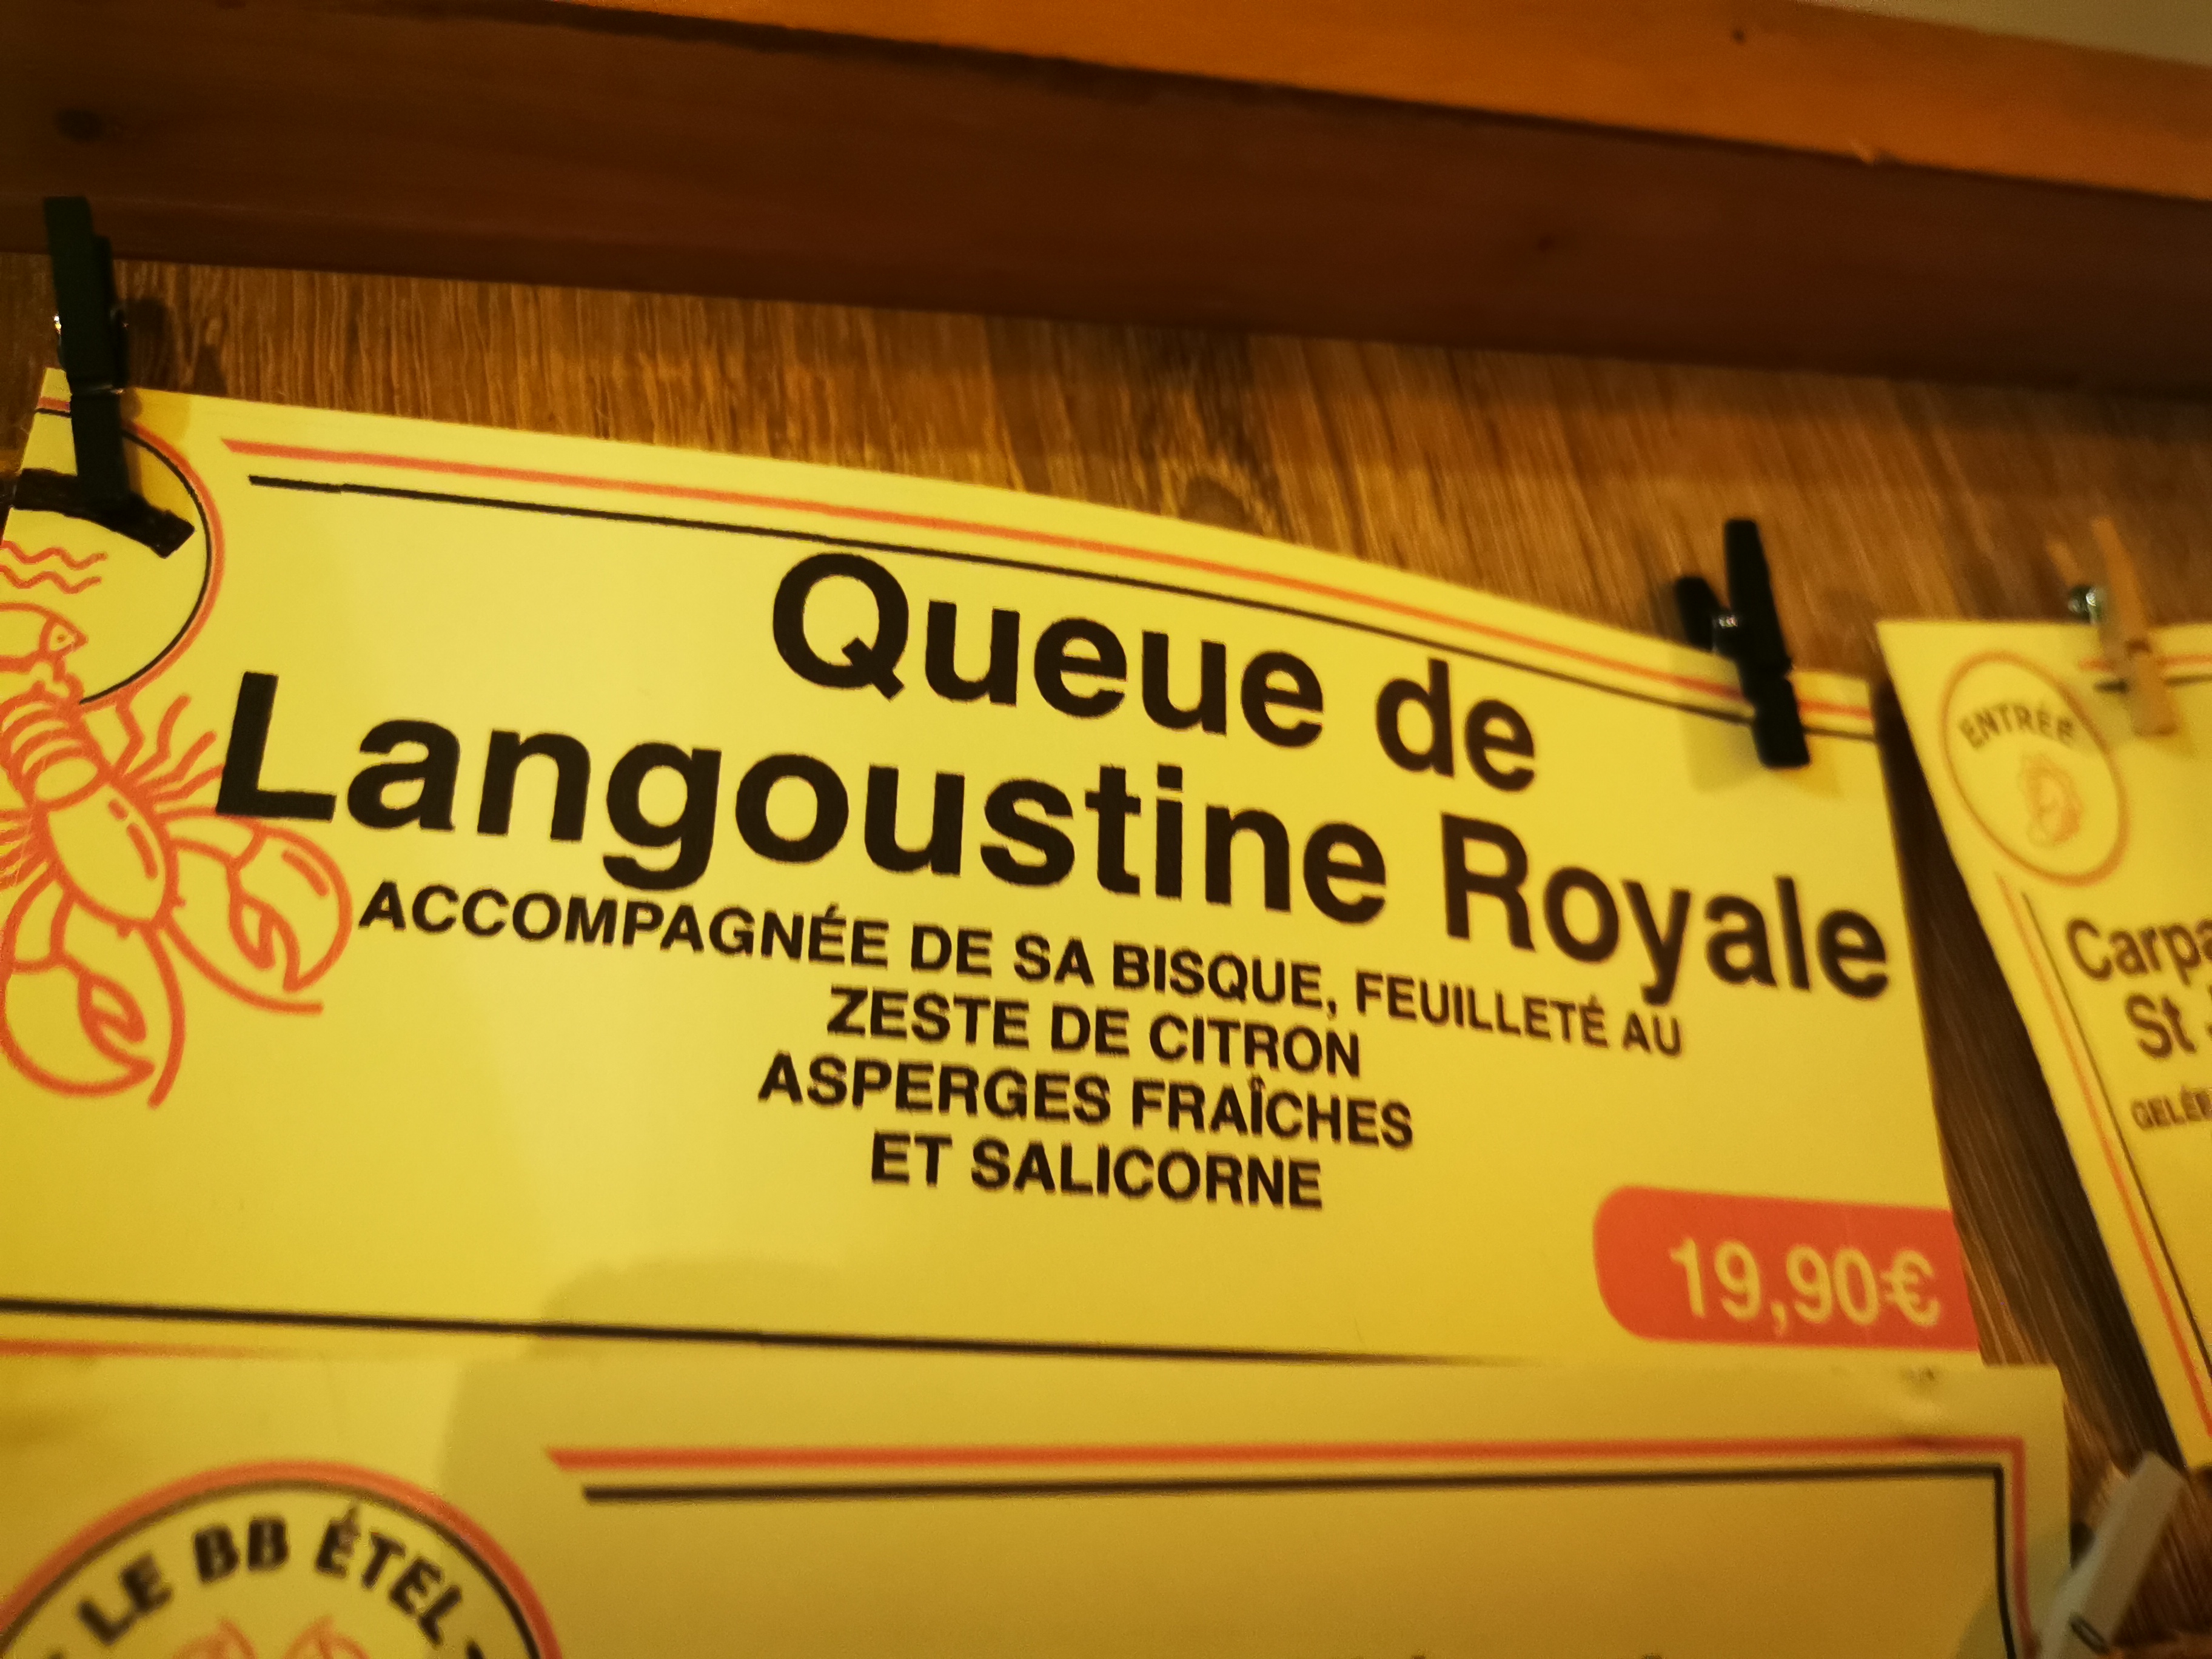 Queue de
Langoustine Royale
ACCOMPAGNÉE DE SA BISQUE, FEUILLETÉ AU
ZESTE DE CITRON
ASPERGES FRAÎCHES
ET SALICORNE
19,90€
ENTRÉE
St
LE BB ÉTEL